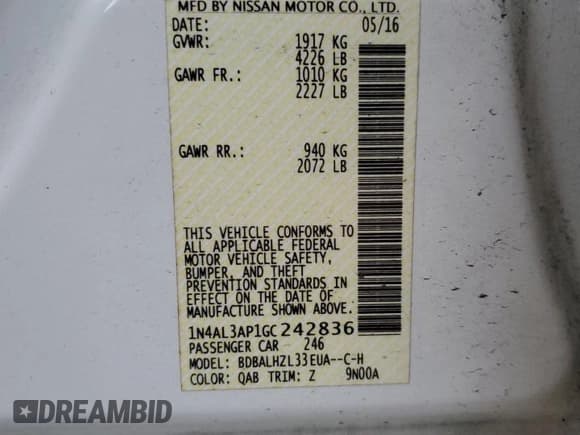 MFD BY NISSAN MOTOR CO., LTD.
DATE: 05/16
GVWR: 1917 KG
4226 LB
GAWR FR.: 1010 KG
2227 LB
GAWR RR.: 940 KG
2072 LB
THIS VEHICLE CONFORMS TO
ALL APPLICABLE FEDERAL
MOTOR VEHICLE SAFETY,
BUMPER, AND THEFT
PREVENTION STANDARDS IN
EFFECT ON THE DATE OF
MANUFACTURE SHOWN ABOVE.
1N4AL3AP1GC242836
PASSENGER CAR 246
MODEL: BDBALHZL33EUA--C-H
COLOR: QAB TRIM: Z 9N00A
DREAMBID